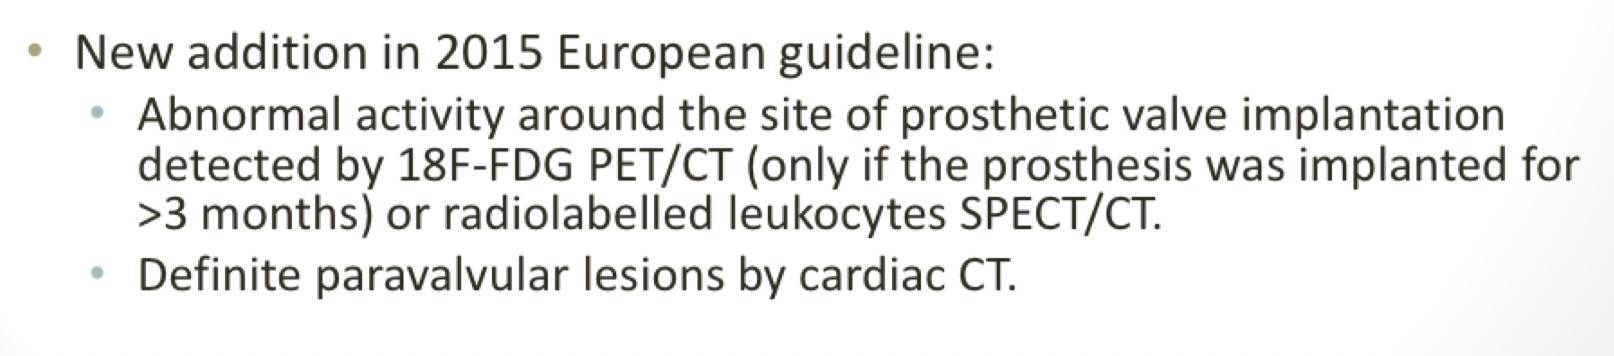 • New addition in 2015 European guideline:
• Abnormal activity around the site of prosthetic valve implantation
detected by 18F-FDG PET/CT (only if the prosthesis was implanted for
>3 months) or radiolabelled leukocytes SPECT/CT.
• Definite paravalvular lesions by cardiac CT.